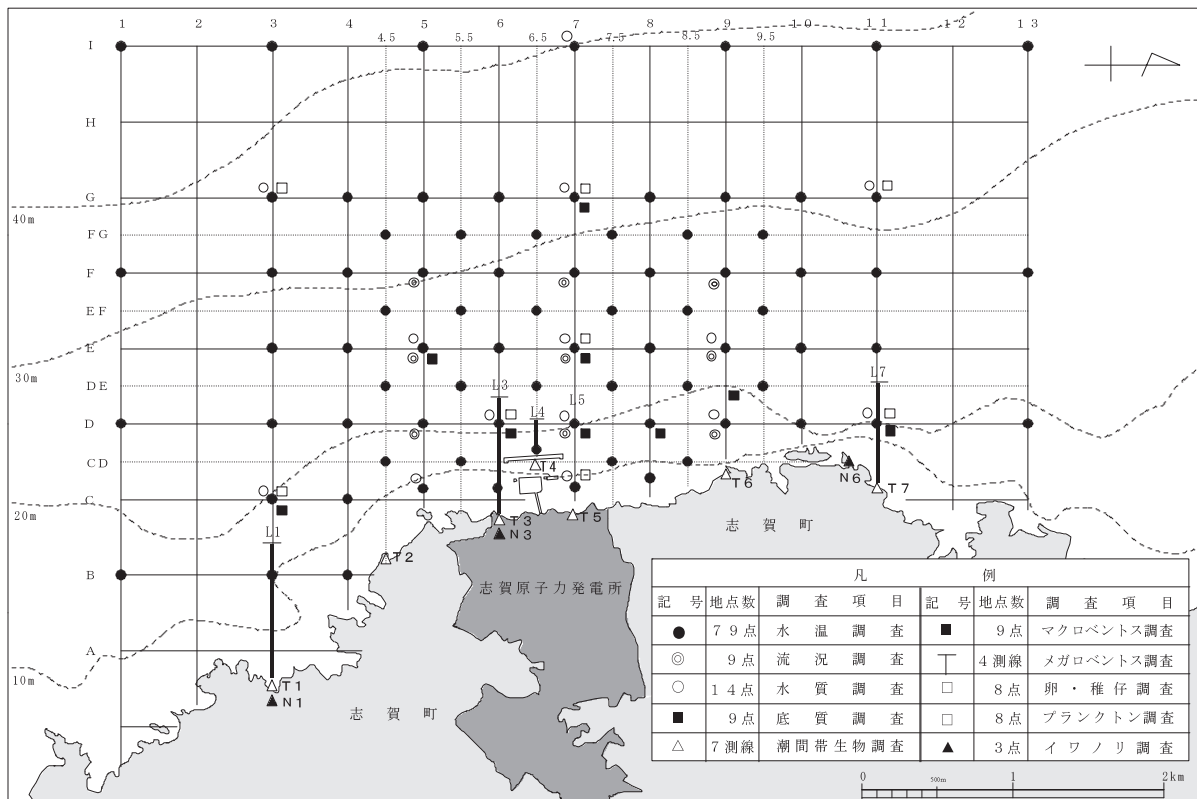 1 2 3 4 5 6 7 8 9 10 11 12 13
4.5 5.5 6.5 7.5 8.5 9.5
I
H
G
40m
FG
F
EF
E
30m
DE
L3
L7
L4
L5
D
CD
T4
T6
N6
T7
C
20m
T3
T5
N3
志賀町
L1
T2
B
志賀原子力発電所
A
10m
T1
N1
志賀町
凡例
記号 地点数 調査項目 記号 地点数 調査項目
● 79点 水温調査 ■ 9点 マクロベントス調査
◎ 9点 流況調査 4測線 メガロベントス調査
○ 14点 水質調査 □ 8点 卵・稚仔調査
■ 9点 底質調査 □ 8点 プランクトン調査
△ 7測線 潮間帯生物調査 ▲ 3点 イワノリ調査
0 500m 1 2km